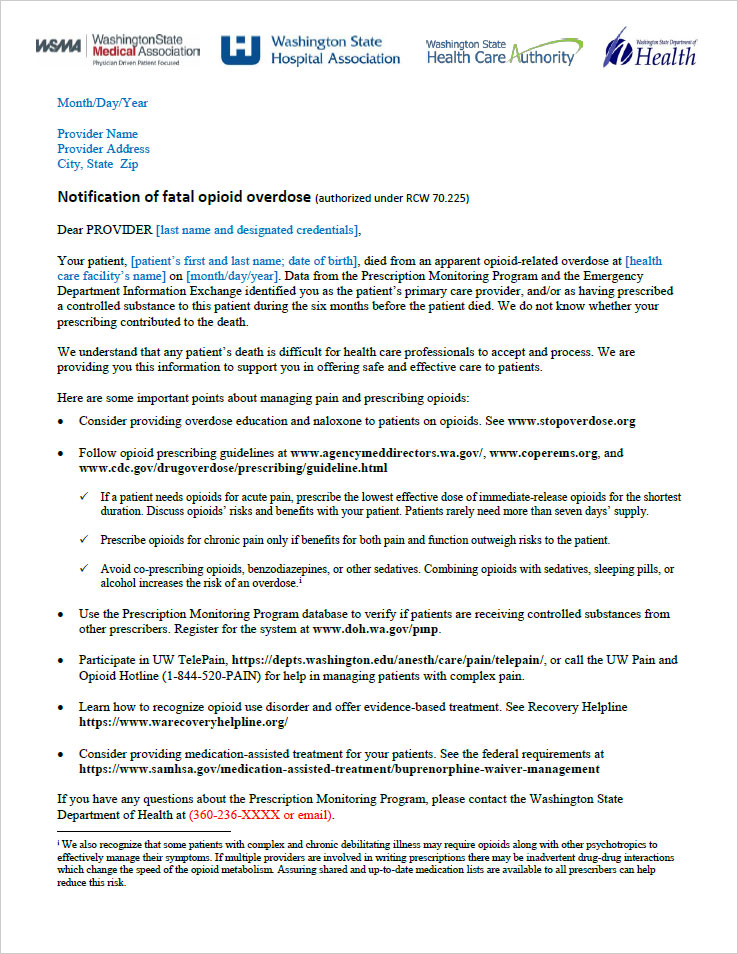 WSMA WashingtonState
Medical Association
Physician Driven Patient Focused
Washington State
Hospital Association
Washington State
Health Care Authority
Washington State Department of
Health
Month/Day/Year
Provider Name
Provider Address
City, State  Zip
Notification of fatal opioid overdose (authorized under RCW 70.225)
Dear PROVIDER [last name and designated credentials],
Your patient, [patient's first and last name; date of birth], died from an apparent opioid-related overdose at [health
care facility's name] on [month/day/year]. Data from the Prescription Monitoring Program and the Emergency
Department Information Exchange identified you as the patient's primary care provider, and/or as having prescribed
a controlled substance to this patient during the six months before the patient died. We do not know whether your
prescribing contributed to the death.
We understand that any patient's death is difficult for health care professionals to accept and process. We are
providing you this information to support you in offering safe and effective care to patients.
Here are some important points about managing pain and prescribing opioids:
• Consider providing overdose education and naloxone to patients on opioids. See www.stopoverdose.org
• Follow opioid prescribing guidelines at www.agencymeddirectors.wa.gov/, www.coperems.org, and
www.cdc.gov/drugoverdose/prescribing/guideline.html
✓ If a patient needs opioids for acute pain, prescribe the lowest effective dose of immediate-release opioids for the shortest
duration. Discuss opioids' risks and benefits with your patient. Patients rarely need more than seven days' supply.
✓ Prescribe opioids for chronic pain only if benefits for both pain and function outweigh risks to the patient.
✓ Avoid co-prescribing opioids, benzodiazepines, or other sedatives. Combining opioids with sedatives, sleeping pills, or
alcohol increases the risk of an overdose.i
• Use the Prescription Monitoring Program database to verify if patients are receiving controlled substances from
other prescribers. Register for the system at www.doh.wa.gov/pmp.
• Participate in UW TelePain, https://depts.washington.edu/anesth/care/pain/telepain/, or call the UW Pain and
Opioid Hotline (1-844-520-PAIN) for help in managing patients with complex pain.
• Learn how to recognize opioid use disorder and offer evidence-based treatment. See Recovery Helpline
https://www.warecoveryhelpline.org/
• Consider providing medication-assisted treatment for your patients. See the federal requirements at
https://www.samhsa.gov/medication-assisted-treatment/buprenorphine-waiver-management
If you have any questions about the Prescription Monitoring Program, please contact the Washington State
Department of Health at (360-236-XXXX or email).
i We also recognize that some patients with complex and chronic debilitating illness may require opioids along with other psychotropics to
effectively manage their symptoms. If multiple providers are involved in writing prescriptions there may be inadvertent drug-drug interactions
which change the speed of the opioid metabolism. Assuring shared and up-to-date medication lists are available to all prescribers can help
reduce this risk.